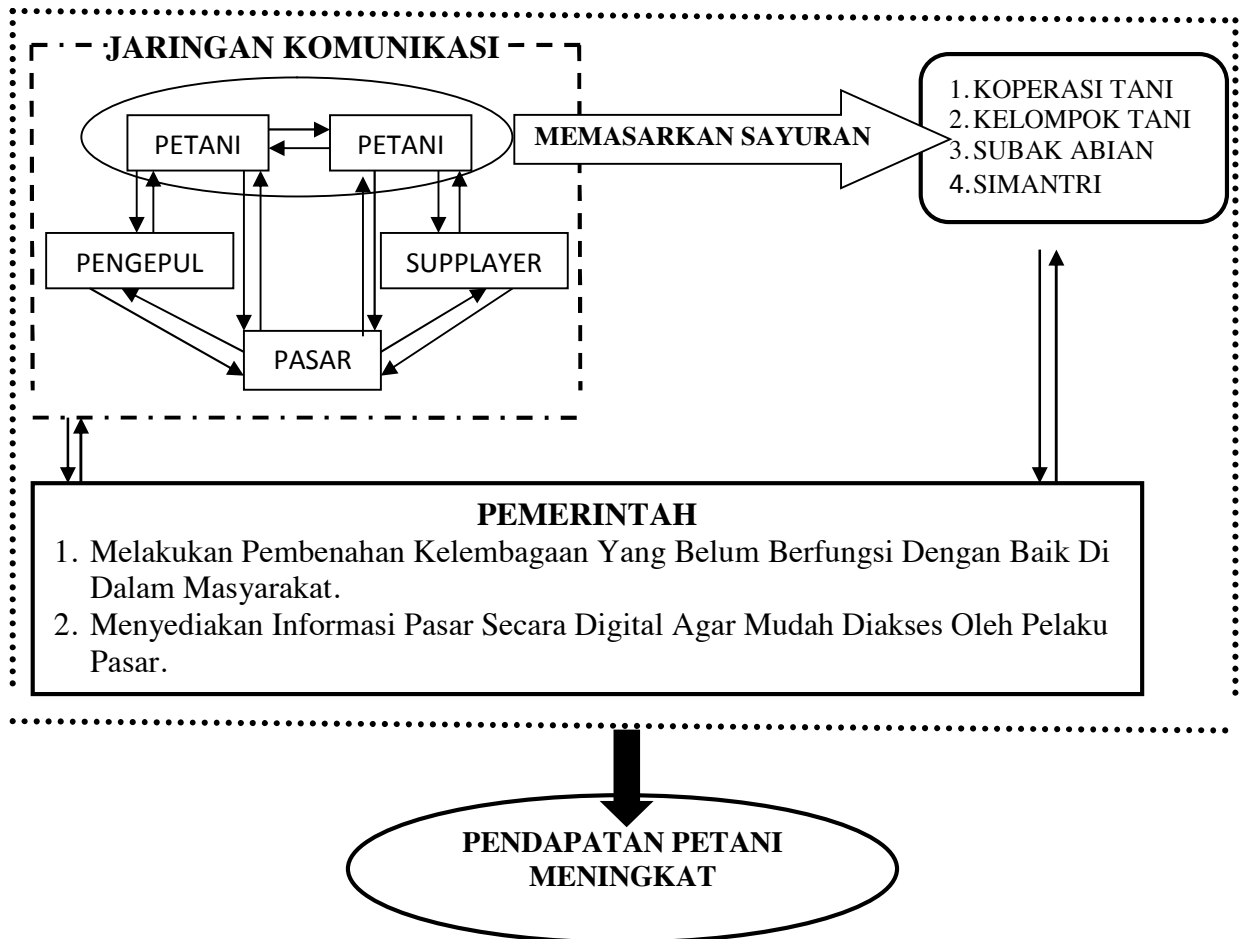 JARINGAN KOMUNIKASI
PETANI
PETANI
PENGEPUL
SUPPLAYER
PASAR
MEMASARKAN SAYURAN
1. KOPERASI TANI
2. KELOMPOK TANI
3. SUBAK ABIAN
4. SIMANTRI
PEMERINTAH
1. Melakukan Pembenahan Kelembagaan Yang Belum Berfungsi Dengan Baik Di
Dalam Masyarakat.
2. Menyediakan Informasi Pasar Secara Digital Agar Mudah Diakses Oleh Pelaku
Pasar.
PENDAPATAN PETANI
MENINGKAT